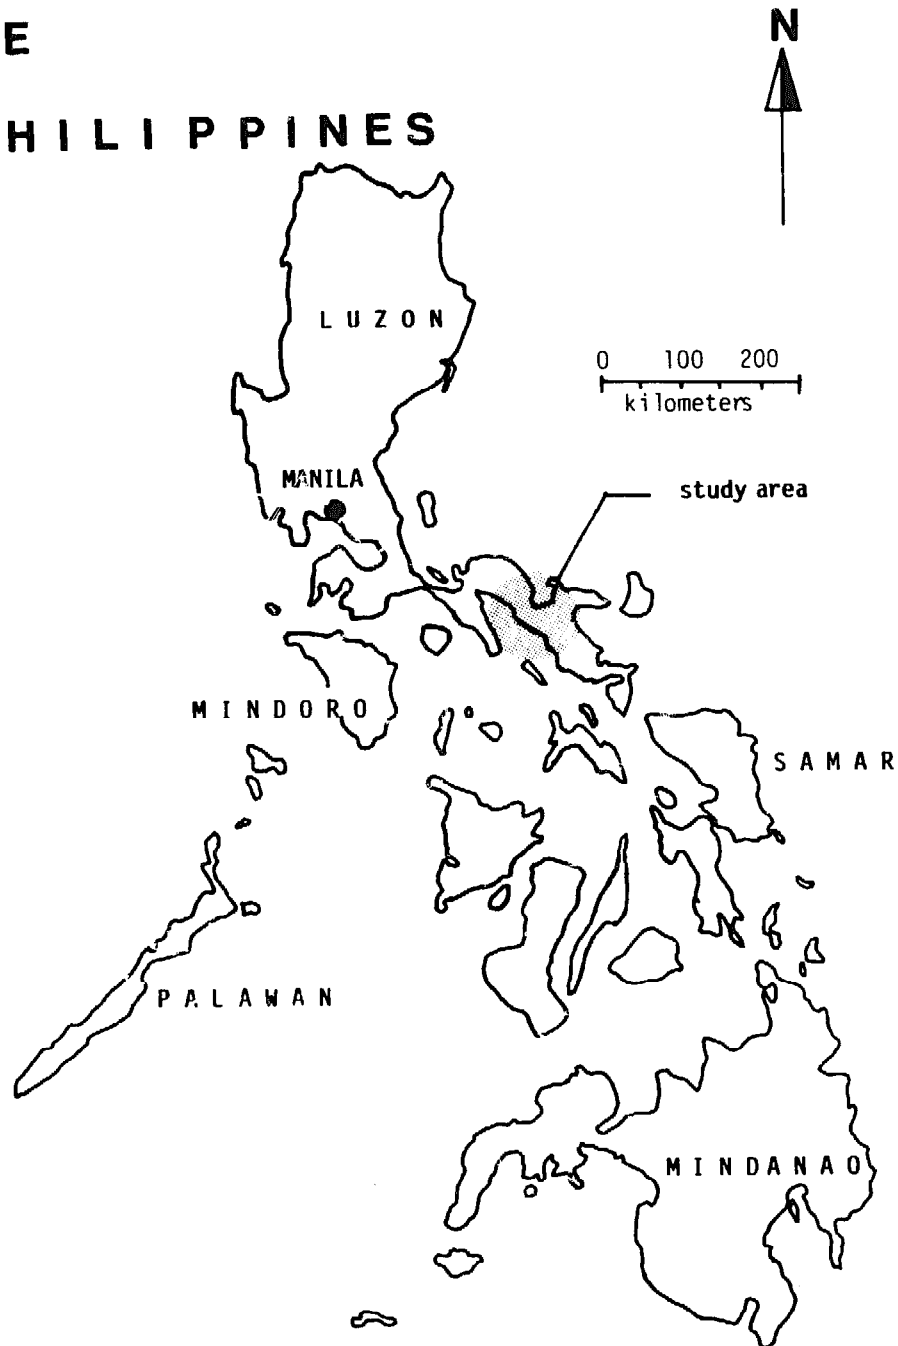 E
N
HILIPPINES
LUZON
0 100 200
kilometers
MANILA
study area
MINDORO
SAMAR
PALAWAN
MINDANAO